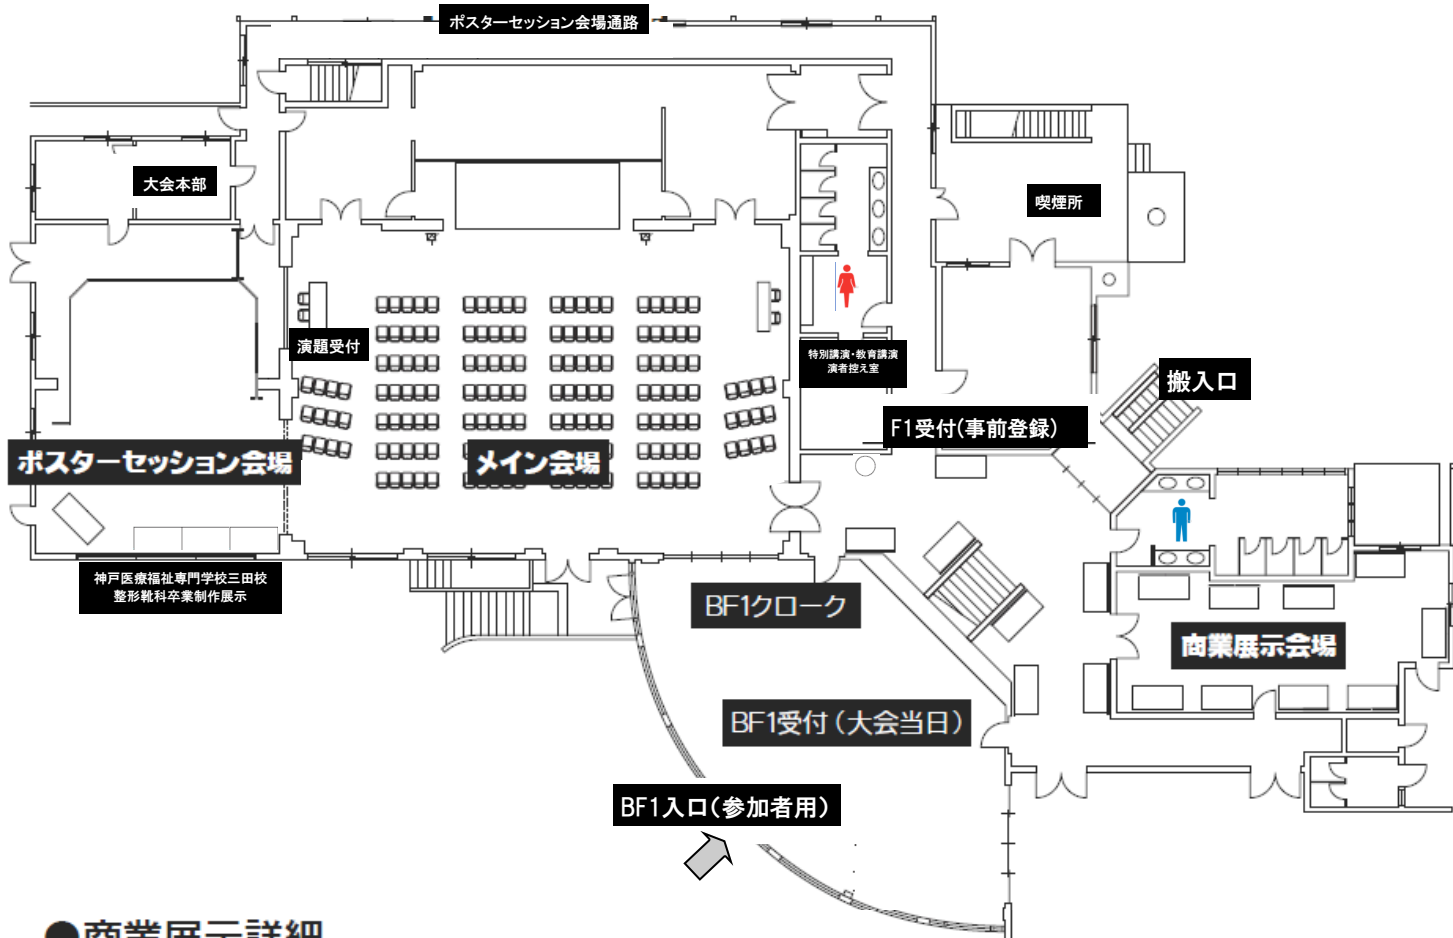 ポスターセッション会場通路
大会本部
喫煙所
演題受付
特別講演・教育講演
演者控え室
搬入口
F1受付(事前登録)
ポスターセッション会場
メイン会場
神戸医療福祉専門学校三田校
整形靴科卒業制作展示
BF1クローク
商業展示会場
BF1受付(大会当日)
BF1入口(参加者用)
●商業展示詳細